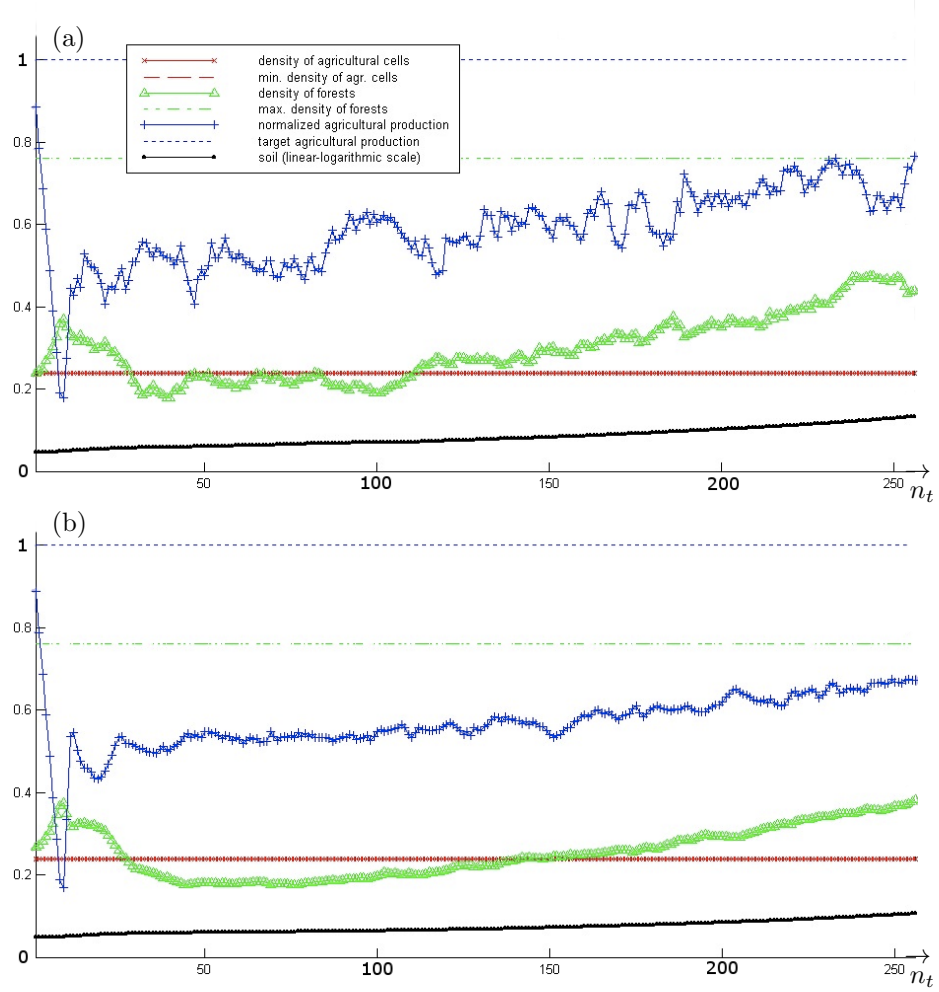 (a)
1
density of agricultural cells
min. density of agr. cells
density of forests
max. density of forests
normalized agricultural production
target agricultural production
soil (linear-logarithmic scale)
0.8
0.6
0.4
0.2
0
50 100 150 200 250
n_t
(b)
1
0.8
0.6
0.4
0.2
0
50 100 150 200 250
n_t